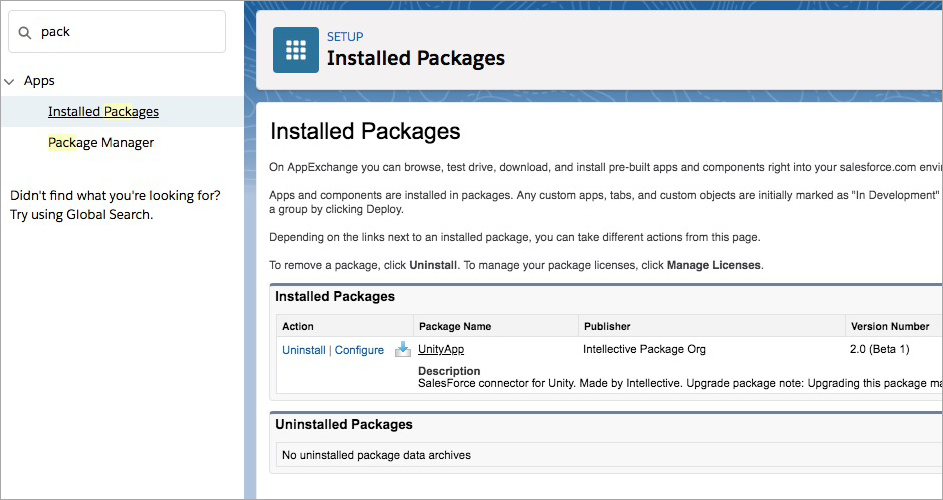 pack
Apps
Installed Packages
Package Manager
Didn't find what you're looking for?
Try using Global Search.
SETUP
Installed Packages
Installed Packages
On AppExchange you can browse, test drive, download, and install pre-built apps and components right into your salesforce.com envi
Apps and components are installed in packages. Any custom apps, tabs, and custom objects are initially marked as "In Development"
a group by clicking Deploy.
Depending on the links next to an installed package, you can take different actions from this page.
To remove a package, click Uninstall. To manage your package licenses, click Manage Licenses.
Installed Packages
Action Package Name Publisher Version Number
Uninstall | Configure UnityApp Intellective Package Org 2.0 (Beta 1)
Description
SalesForce connector for Unity. Made by Intellective. Upgrade package note: Upgrading this package ma
Uninstalled Packages
No uninstalled package data archives